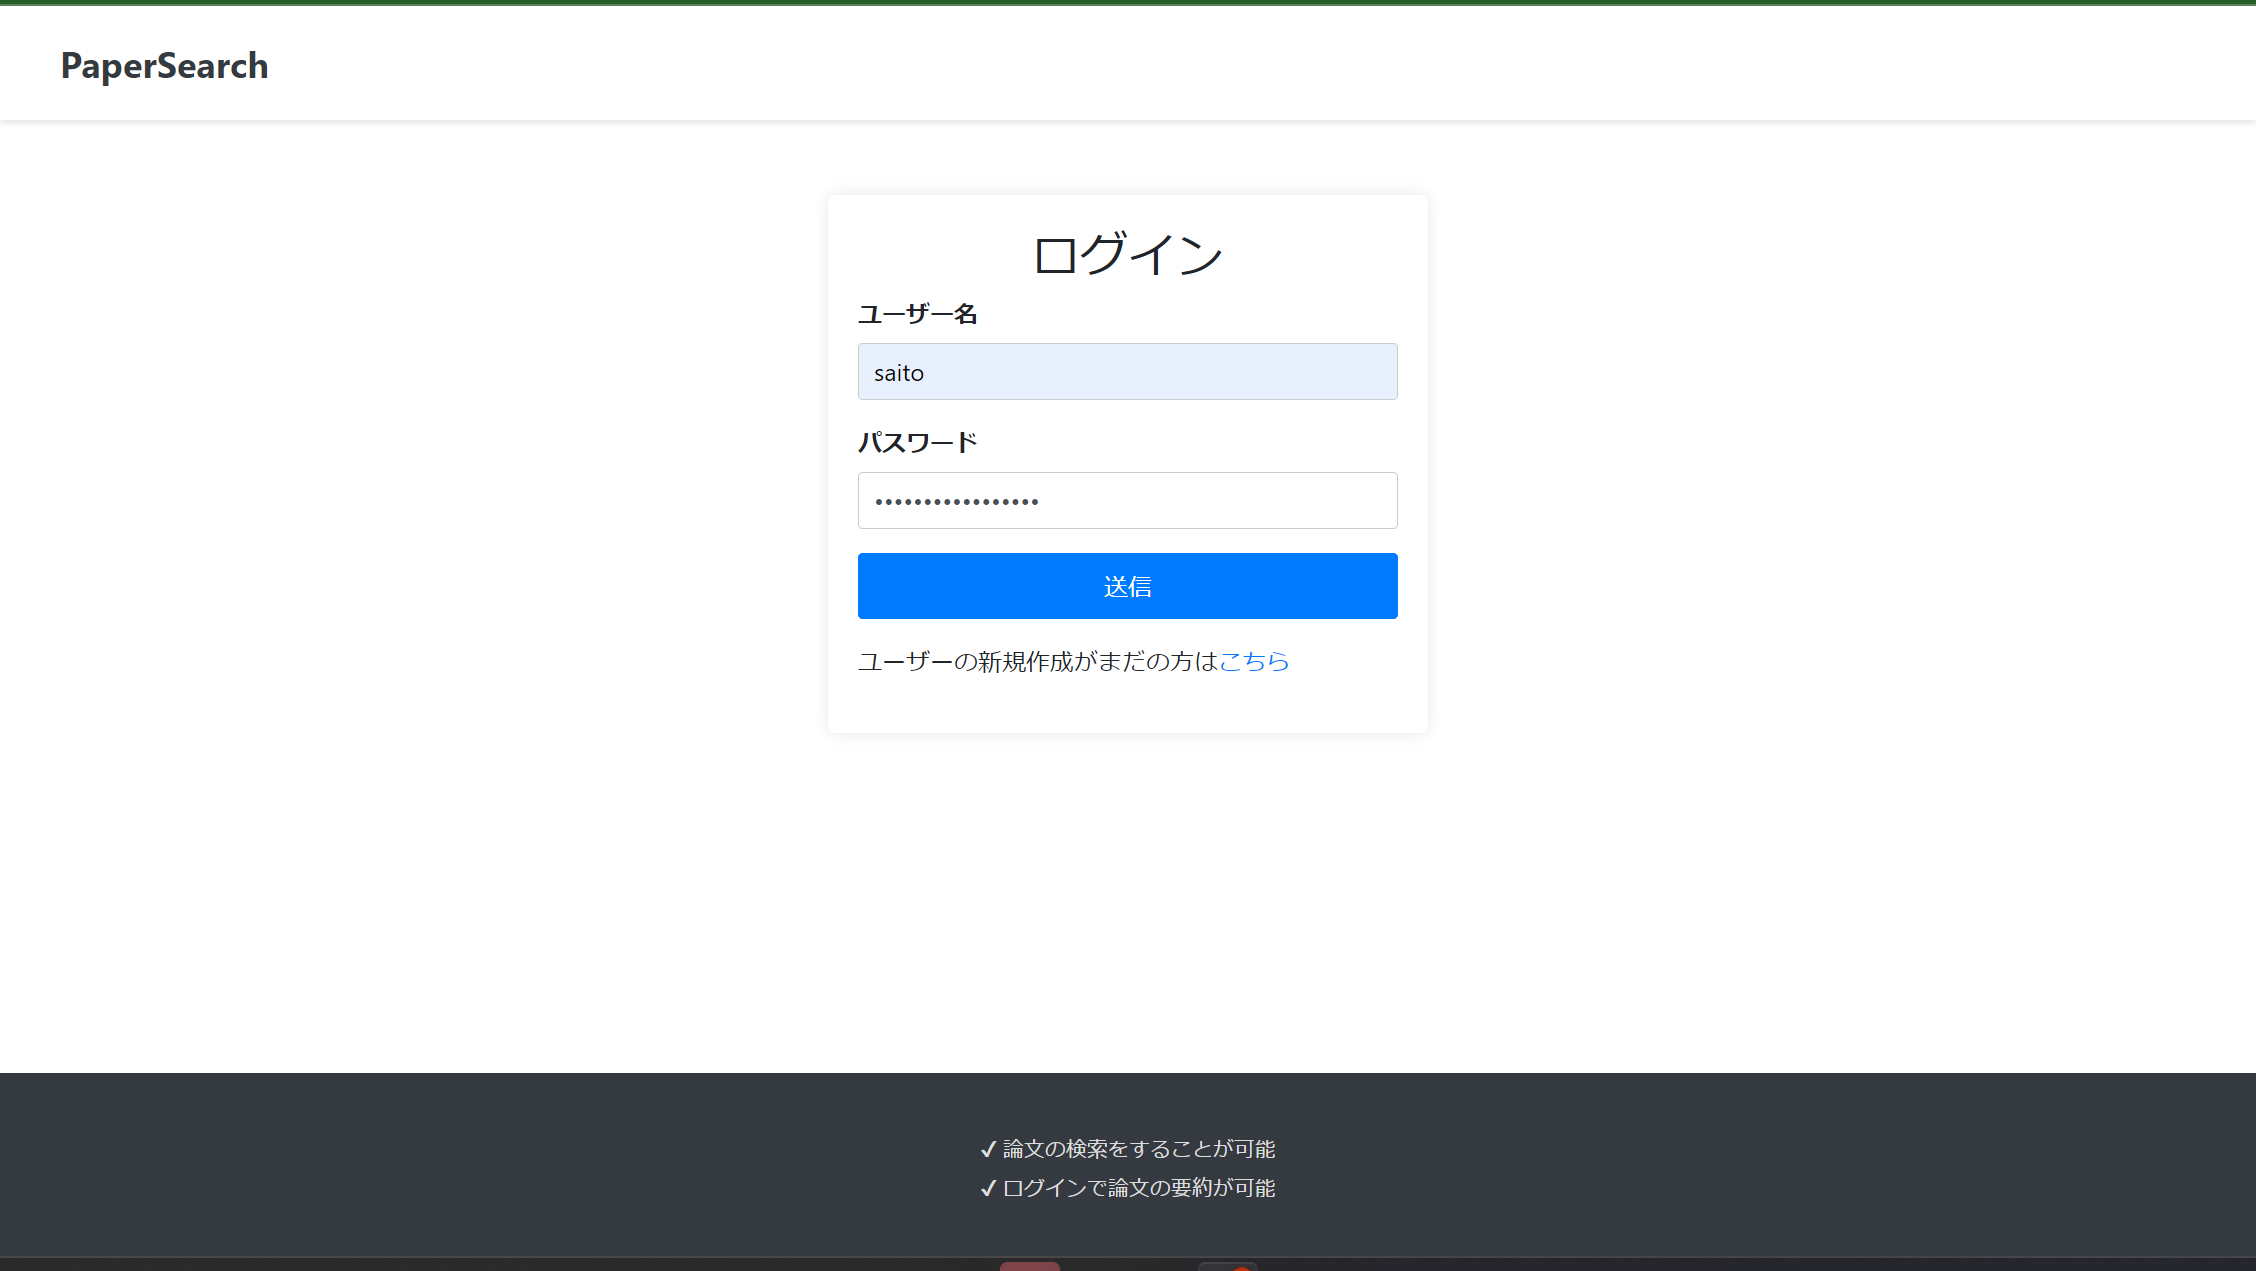 PaperSearch
ログイン
ユーザー名
saito
パスワード
•••••••••••••••••
送信
ユーザーの新規作成がまだの方はこちら
✓ 論文の検索をすることが可能
✓ ログインで論文の要約が可能